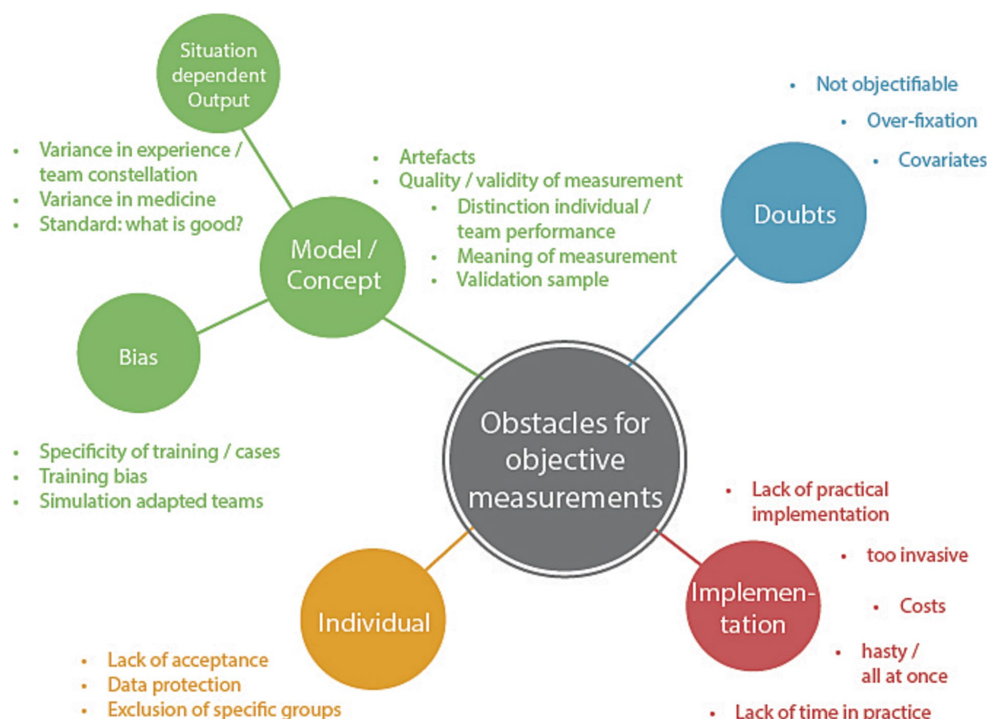 Situation
dependent
Output
• Variance in experience /
team constellation
• Variance in medicine
• Standard: what is good?
Model /
Concept
• Artefacts
• Quality / validity of measurement
• Distinction individual /
team performance
• Meaning of measurement
• Validation sample
Bias
• Specificity of training / cases
• Training bias
• Simulation adapted teams
• Not objectifiable
• Over-fixation
• Covariates
Doubts
Obstacles for
objective
measurements
Individual
• Lack of acceptance
• Data protection
• Exclusion of specific groups
• Lack of practical
implementation
• too invasive
Implemen-
tation
• Costs
• hasty /
all at once
• Lack of time in practice